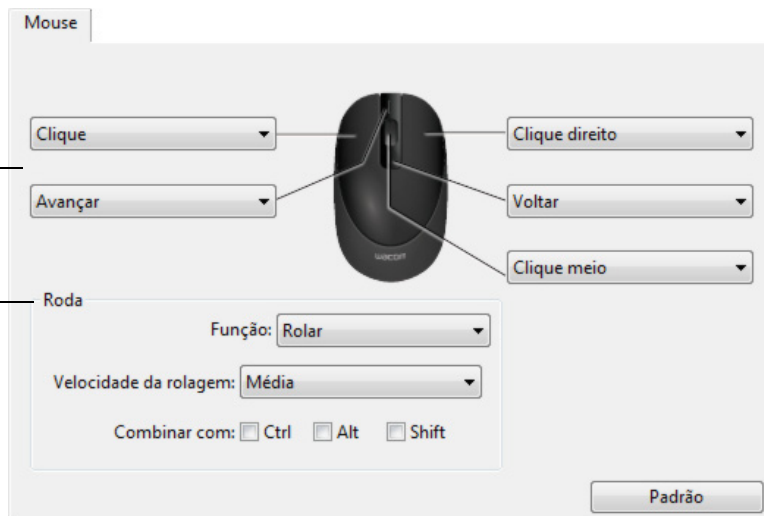 Mouse
Clique
Clique direito
Avançar
Voltar
wacom
Clique meio
Roda
Função: Rolar
Velocidade da rolagem: Média
Combinar com: Ctrl Alt Shift
Padrão